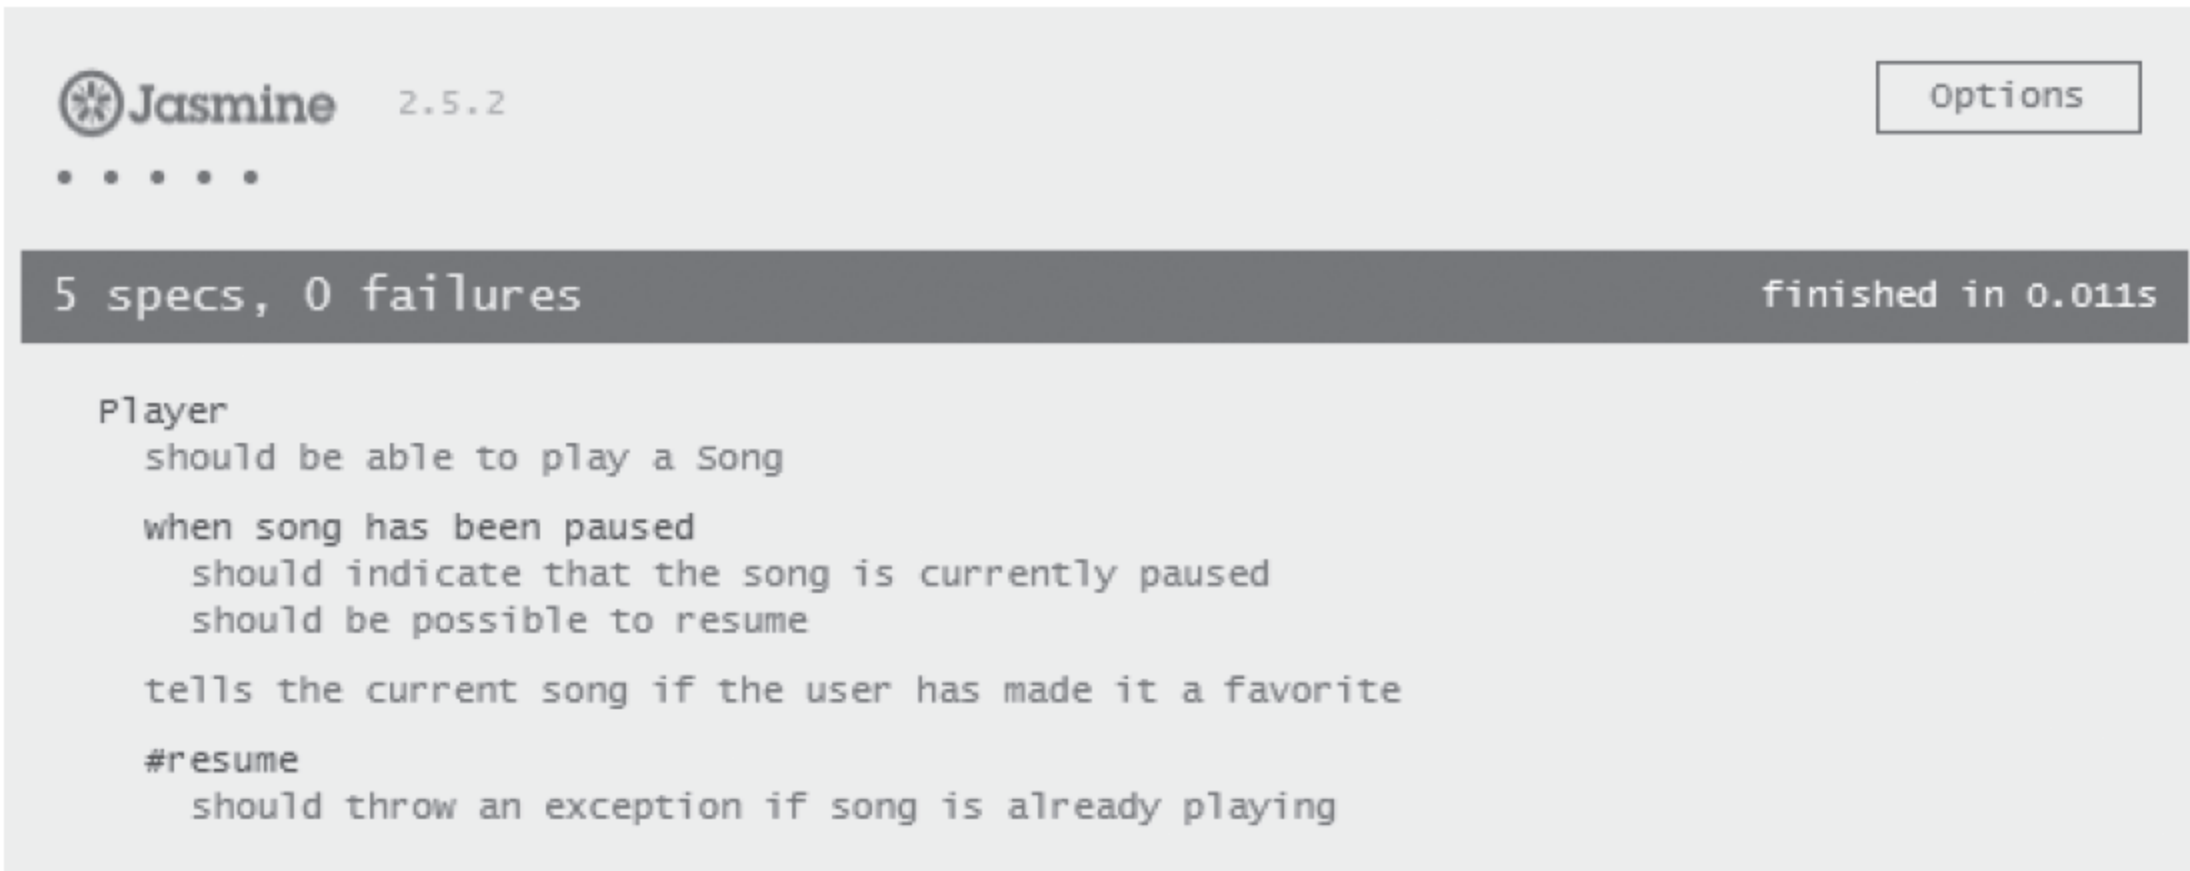 Jasmine 2.5.2
Options
• • • • •
5 specs, 0 failures
finished in 0.011s
Player
should be able to play a Song
when song has been paused
should indicate that the song is currently paused
should be possible to resume
tells the current song if the user has made it a favorite
#resume
should throw an exception if song is already playing